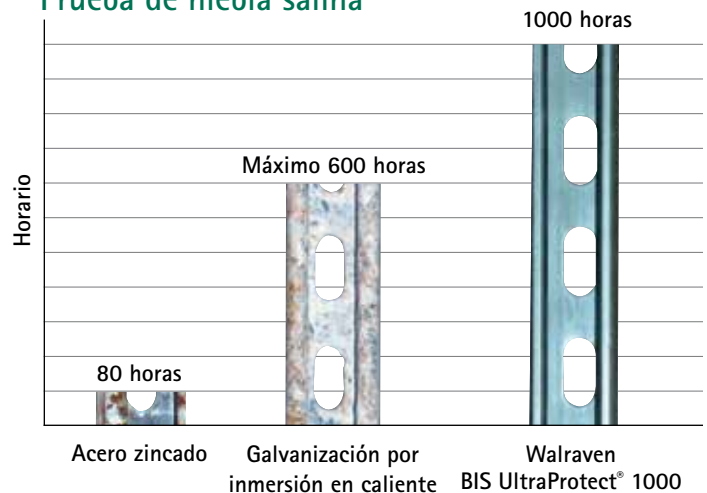 Prueba de niebla salina
1000 horas
Máximo 600 horas
80 horas
Horario
Acero zincado
Galvanización por
inmersión en caliente
Walraven
BIS UltraProtect® 1000